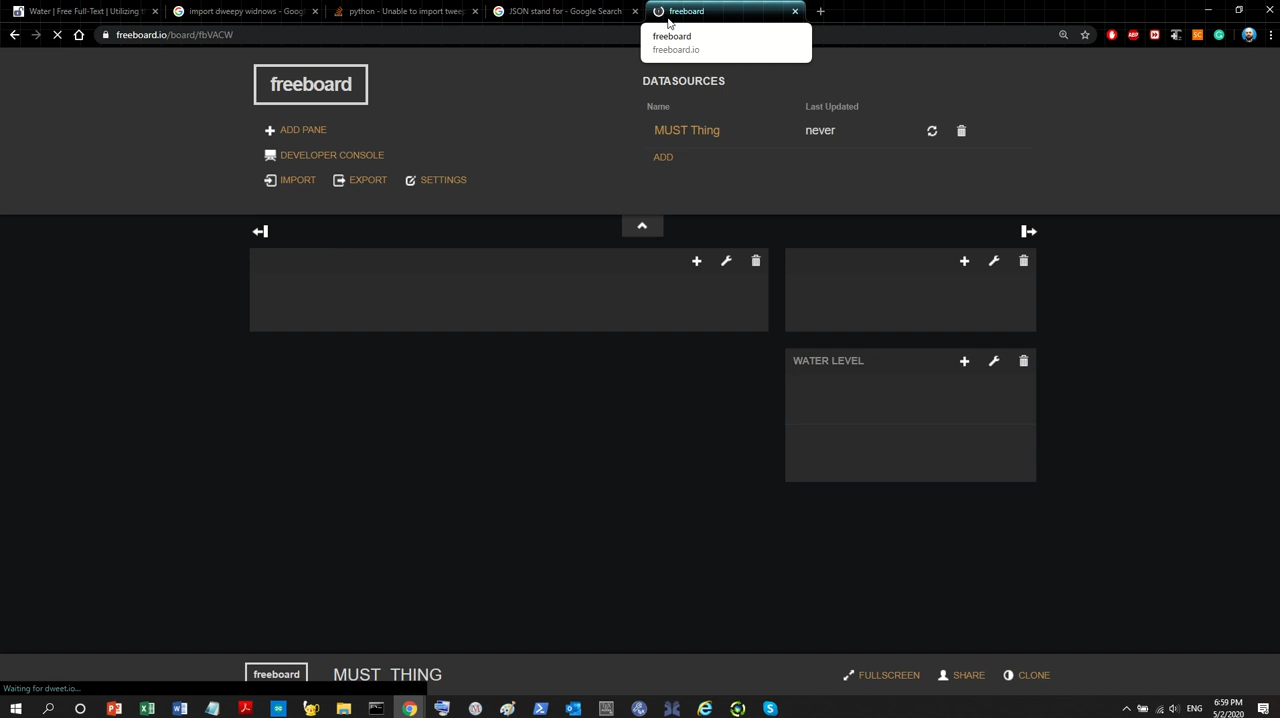 Water | Free Full-Text | Utilizing t
import dweepy widnows - Goog
python - Unable to import tweep
JSON stand for - Google Search
freeboard
freeboard.io/board/fbVACW
freeboard
freeboard.io
freeboard
ADD PANE
DEVELOPER CONSOLE
IMPORT
EXPORT
SETTINGS
DATASOURCES
Name
Last Updated
MUST Thing
never
ADD
WATER LEVEL
freeboard
MUST_THING
FULLSCREEN
SHARE
CLONE
Waiting for dweet.io...
ENG
6:59 PM
5/2/2020